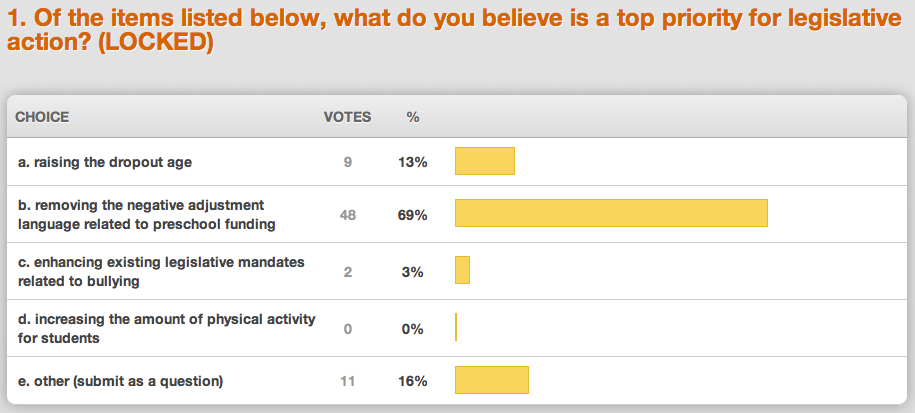 1. Of the items listed below, what do you believe is a top priority for legislative
action? (LOCKED)
CHOICE VOTES %
a. raising the dropout age 9 13%
b. removing the negative adjustment
language related to preschool funding 48 69%
c. enhancing existing legislative mandates
related to bullying 2 3%
d. increasing the amount of physical activity
for students 0 0%
e. other (submit as a question) 11 16%